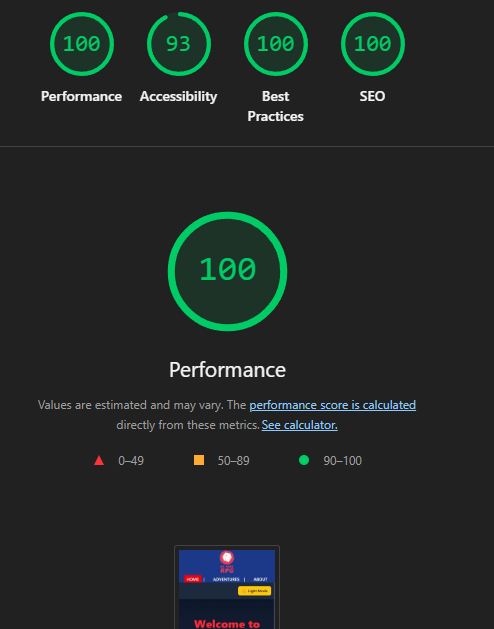 100
93
100
100
Performance
Accessibility
Best
Practices
SEO
100
Performance
Values are estimated and may vary. The performance score is calculated
directly from these metrics. See calculator.
0–49
50–89
90–100
RPG
HOME | ADVENTURES | ABOUT
Light Mode
Welcome to